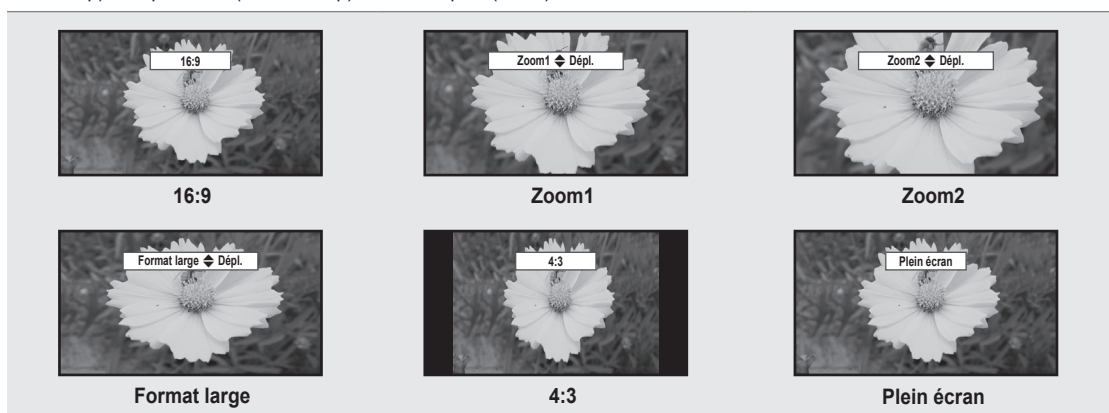 16:9
Zoom1 Dépl.
Zoom2 Dépl.
16:9
Zoom1
Zoom2
Format large Dépl.
4:3
Plein écran
Format large
4:3
Plein écran